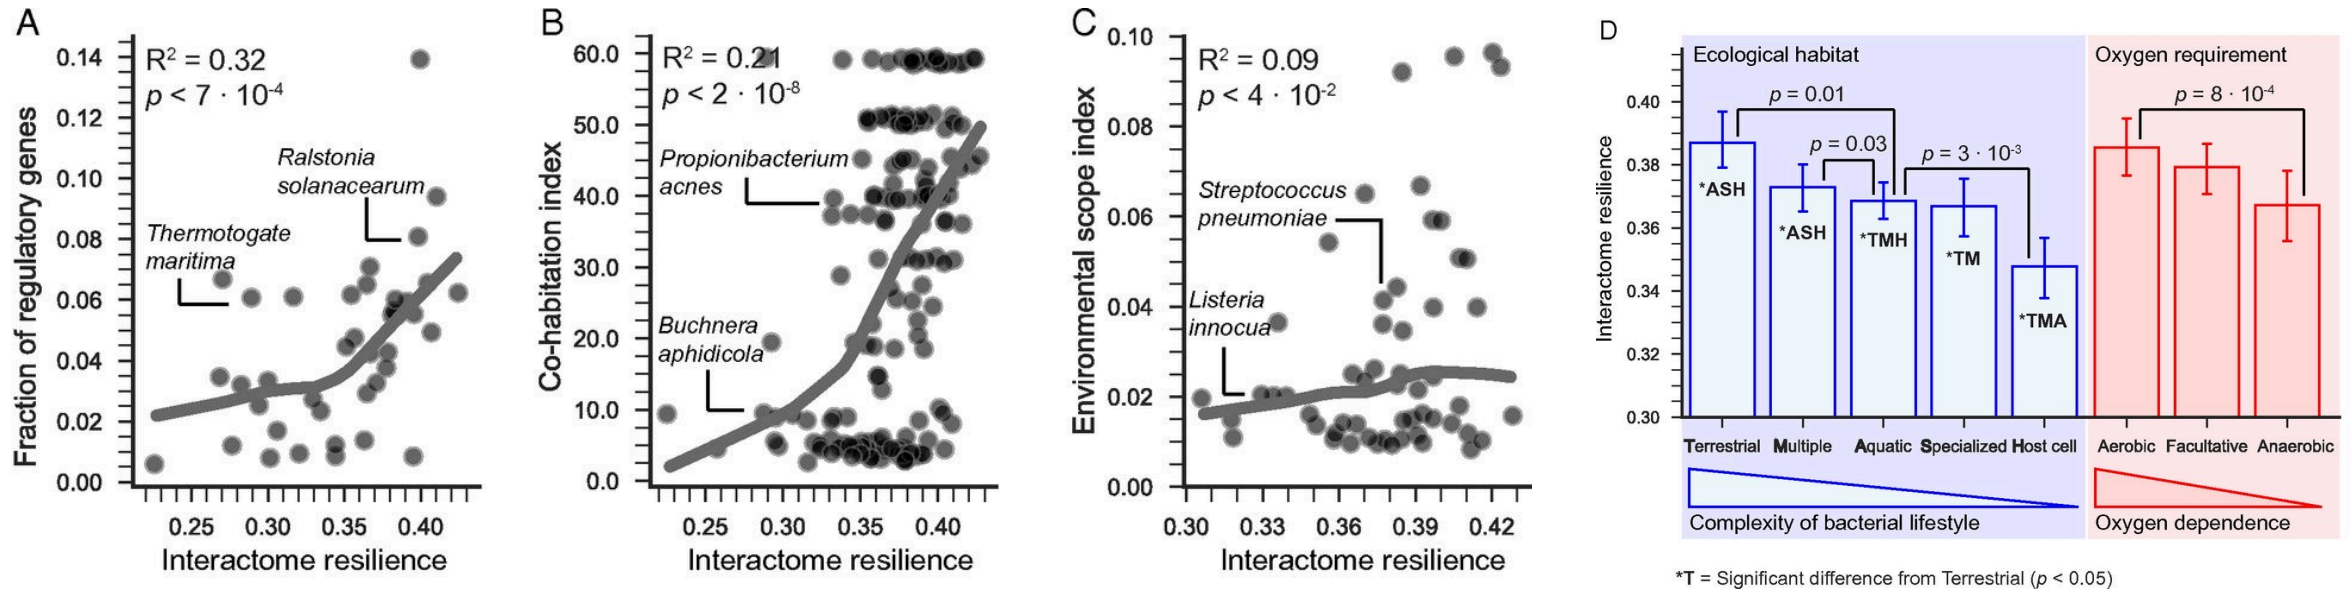 A
R² = 0.32
p < 7 · 10⁻⁴
Ralstonia
solanacearum
Thermotogate
maritima
Fraction of regulatory genes
0.14
0.12
0.10
0.08
0.06
0.04
0.02
0.00
0.25 0.30 0.35 0.40
Interactome resilience
B
R² = 0.21
p < 2 · 10⁻⁸
Propionibacterium
acnes
Buchnera
aphidicola
Co-habitation index
60.0
50.0
40.0
30.0
20.0
10.0
0.0
0.25 0.30 0.35 0.40
Interactome resilience
C
R² = 0.09
p < 4 · 10⁻²
Streptococcus
pneumoniae
Listeria
innocua
Environmental scope index
0.10
0.08
0.06
0.04
0.02
0.00
0.30 0.33 0.36 0.39 0.42
Interactome resilience
D
Ecological habitat
Oxygen requirement
p = 0.01
p = 0.03
p = 3 · 10⁻³
p = 8 · 10⁻⁴
Interactome resilience
0.40
0.38
0.36
0.34
0.32
0.30
*ASH
*ASH
*TMH
*TM
*TMA
Terrestrial Multiple Aquatic Specialized Host cell
Aerobic Facultative Anaerobic
Complexity of bacterial lifestyle
Oxygen dependence
*T = Significant difference from Terrestrial (p < 0.05)